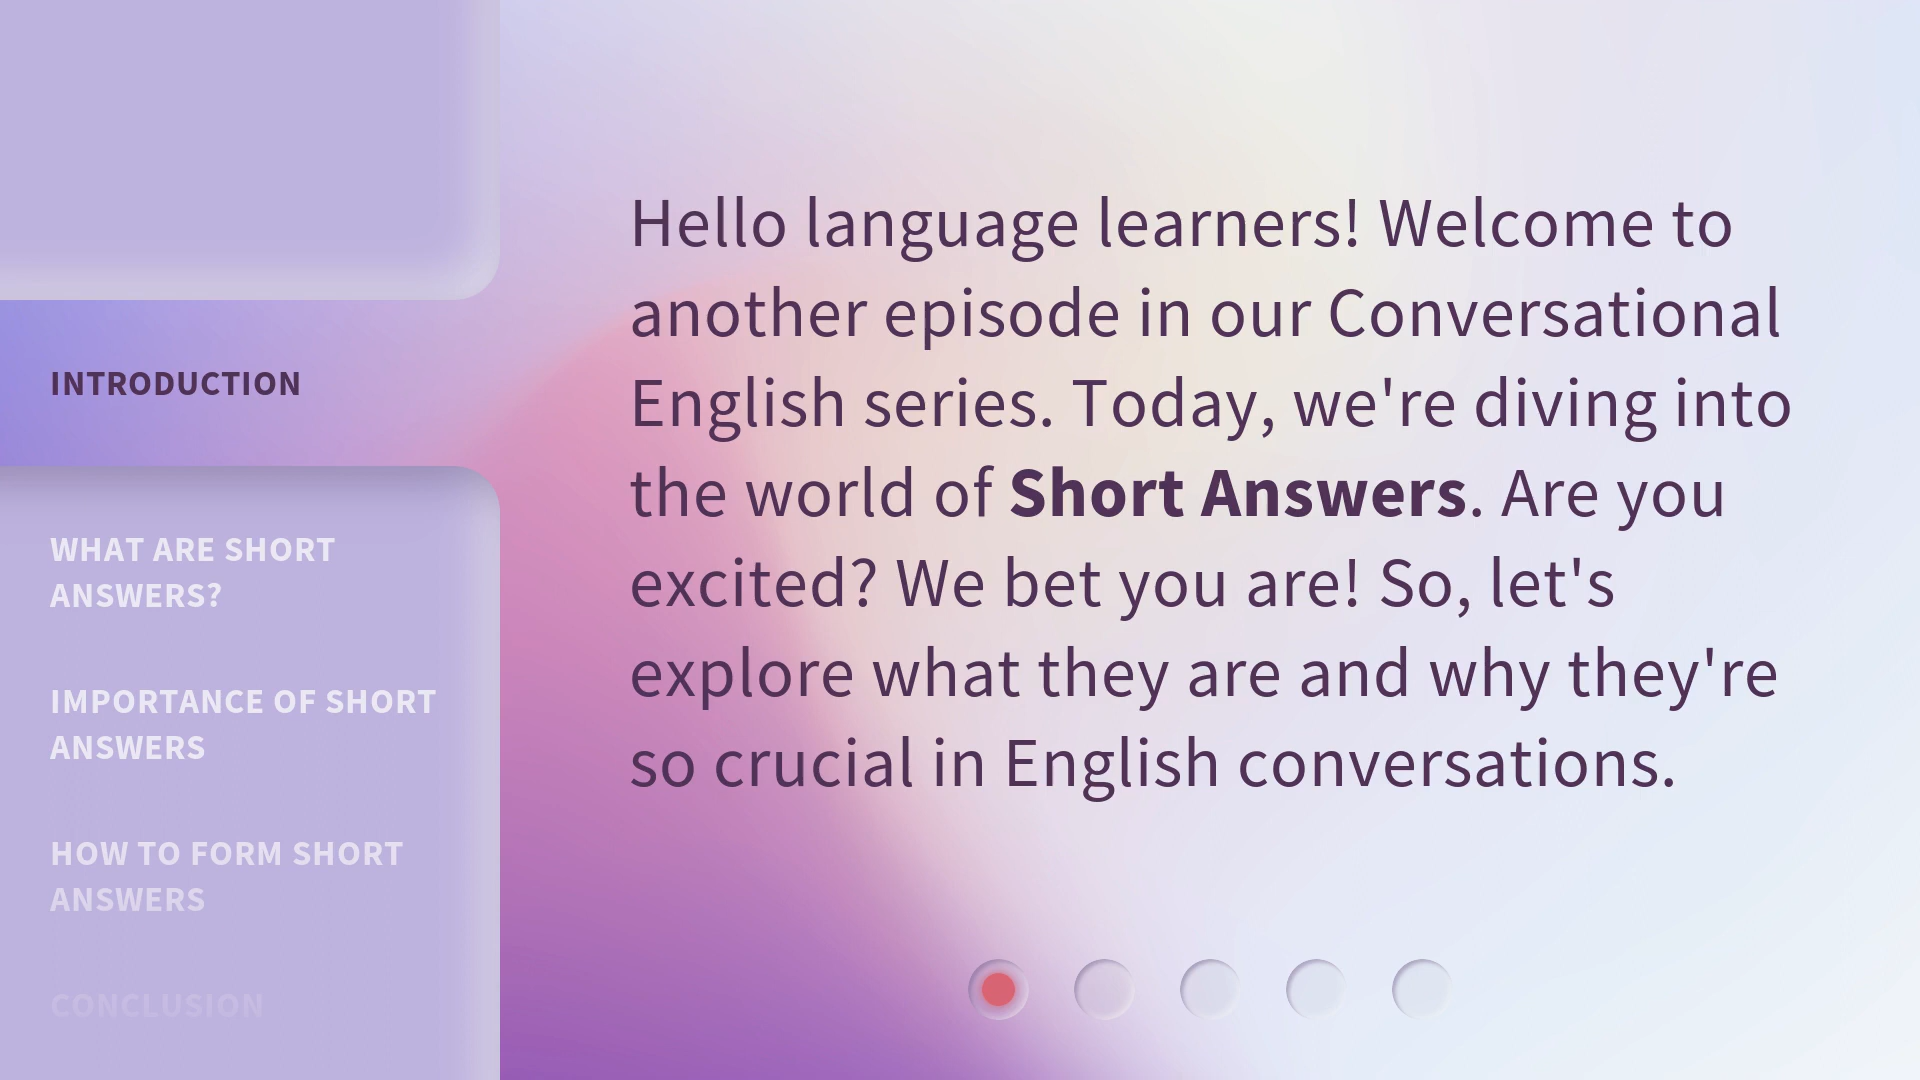 INTRODUCTION
WHAT ARE SHORT
ANSWERS?
IMPORTANCE OF SHORT
ANSWERS
HOW TO FORM SHORT
ANSWERS
CONCLUSION
Hello language learners! Welcome to
another episode in our Conversational
English series. Today, we're diving into
the world of Short Answers. Are you
excited? We bet you are! So, let's
explore what they are and why they're
so crucial in English conversations.